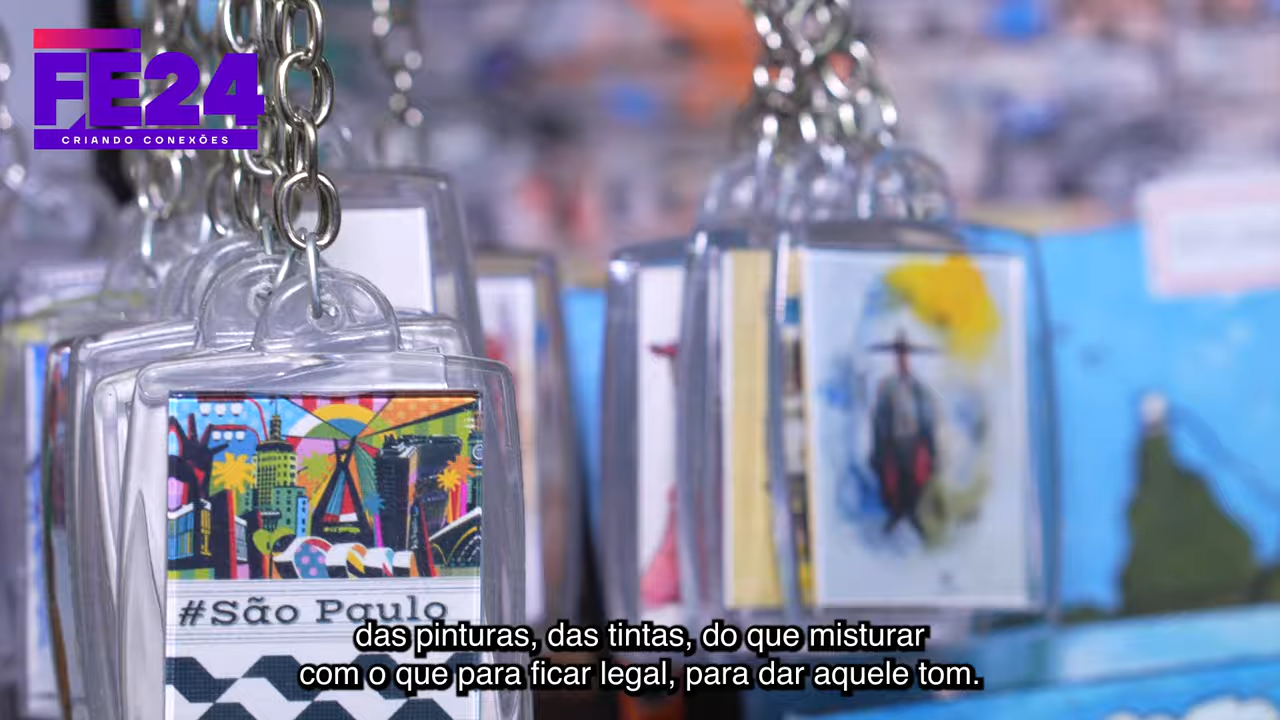 FE24
CRIANDO CONEXÕES
#São Paulo
das pinturas, das tintas, do que misturar
com o que para ficar legal, para dar aquele tom.